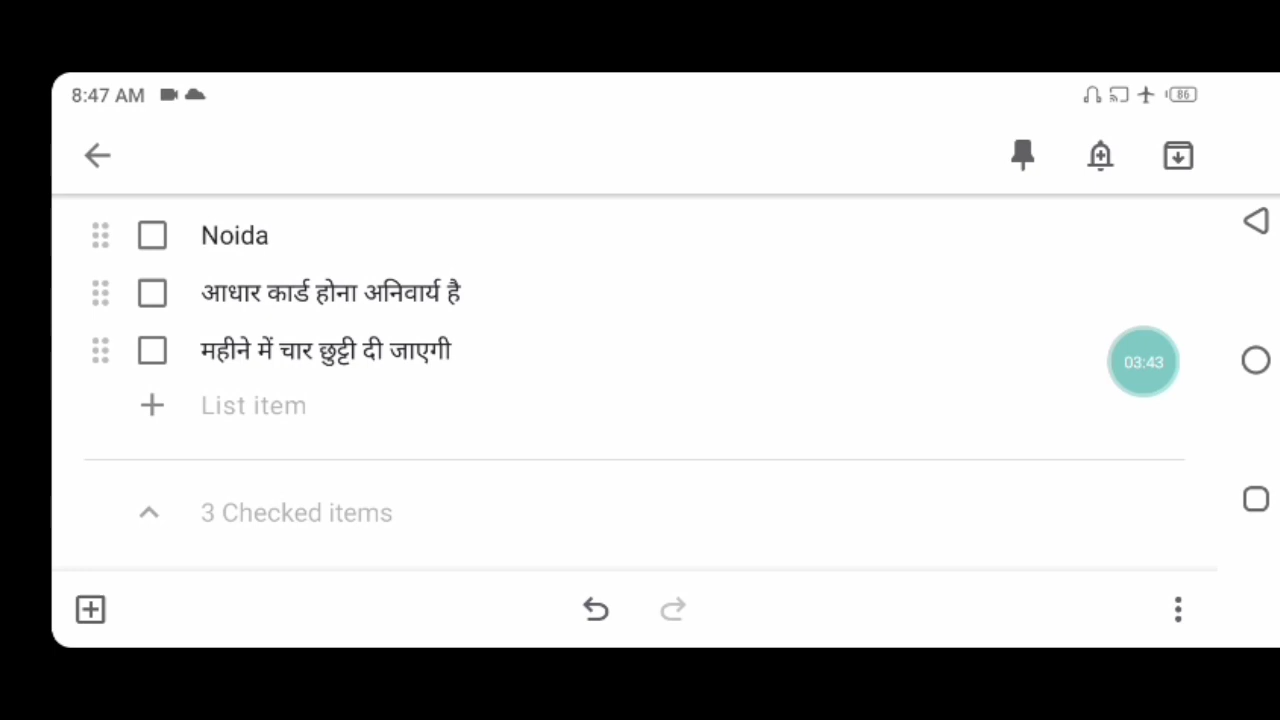 8:47 AM
86
Noida
आधार कार्ड होना अनिवार्य है
महीने में चार छुट्टी दी जाएगी
03:43
List item
3 Checked items